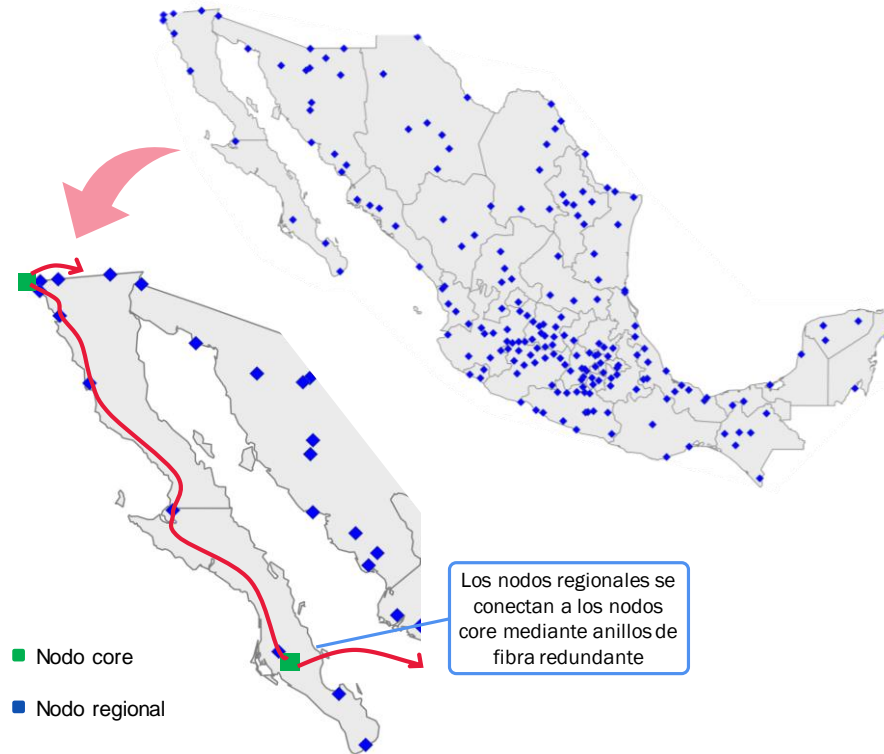 Los nodos regionales se
conectan a los nodos
core mediante anillos de
fibra redundante
Nodo core
Nodo regional